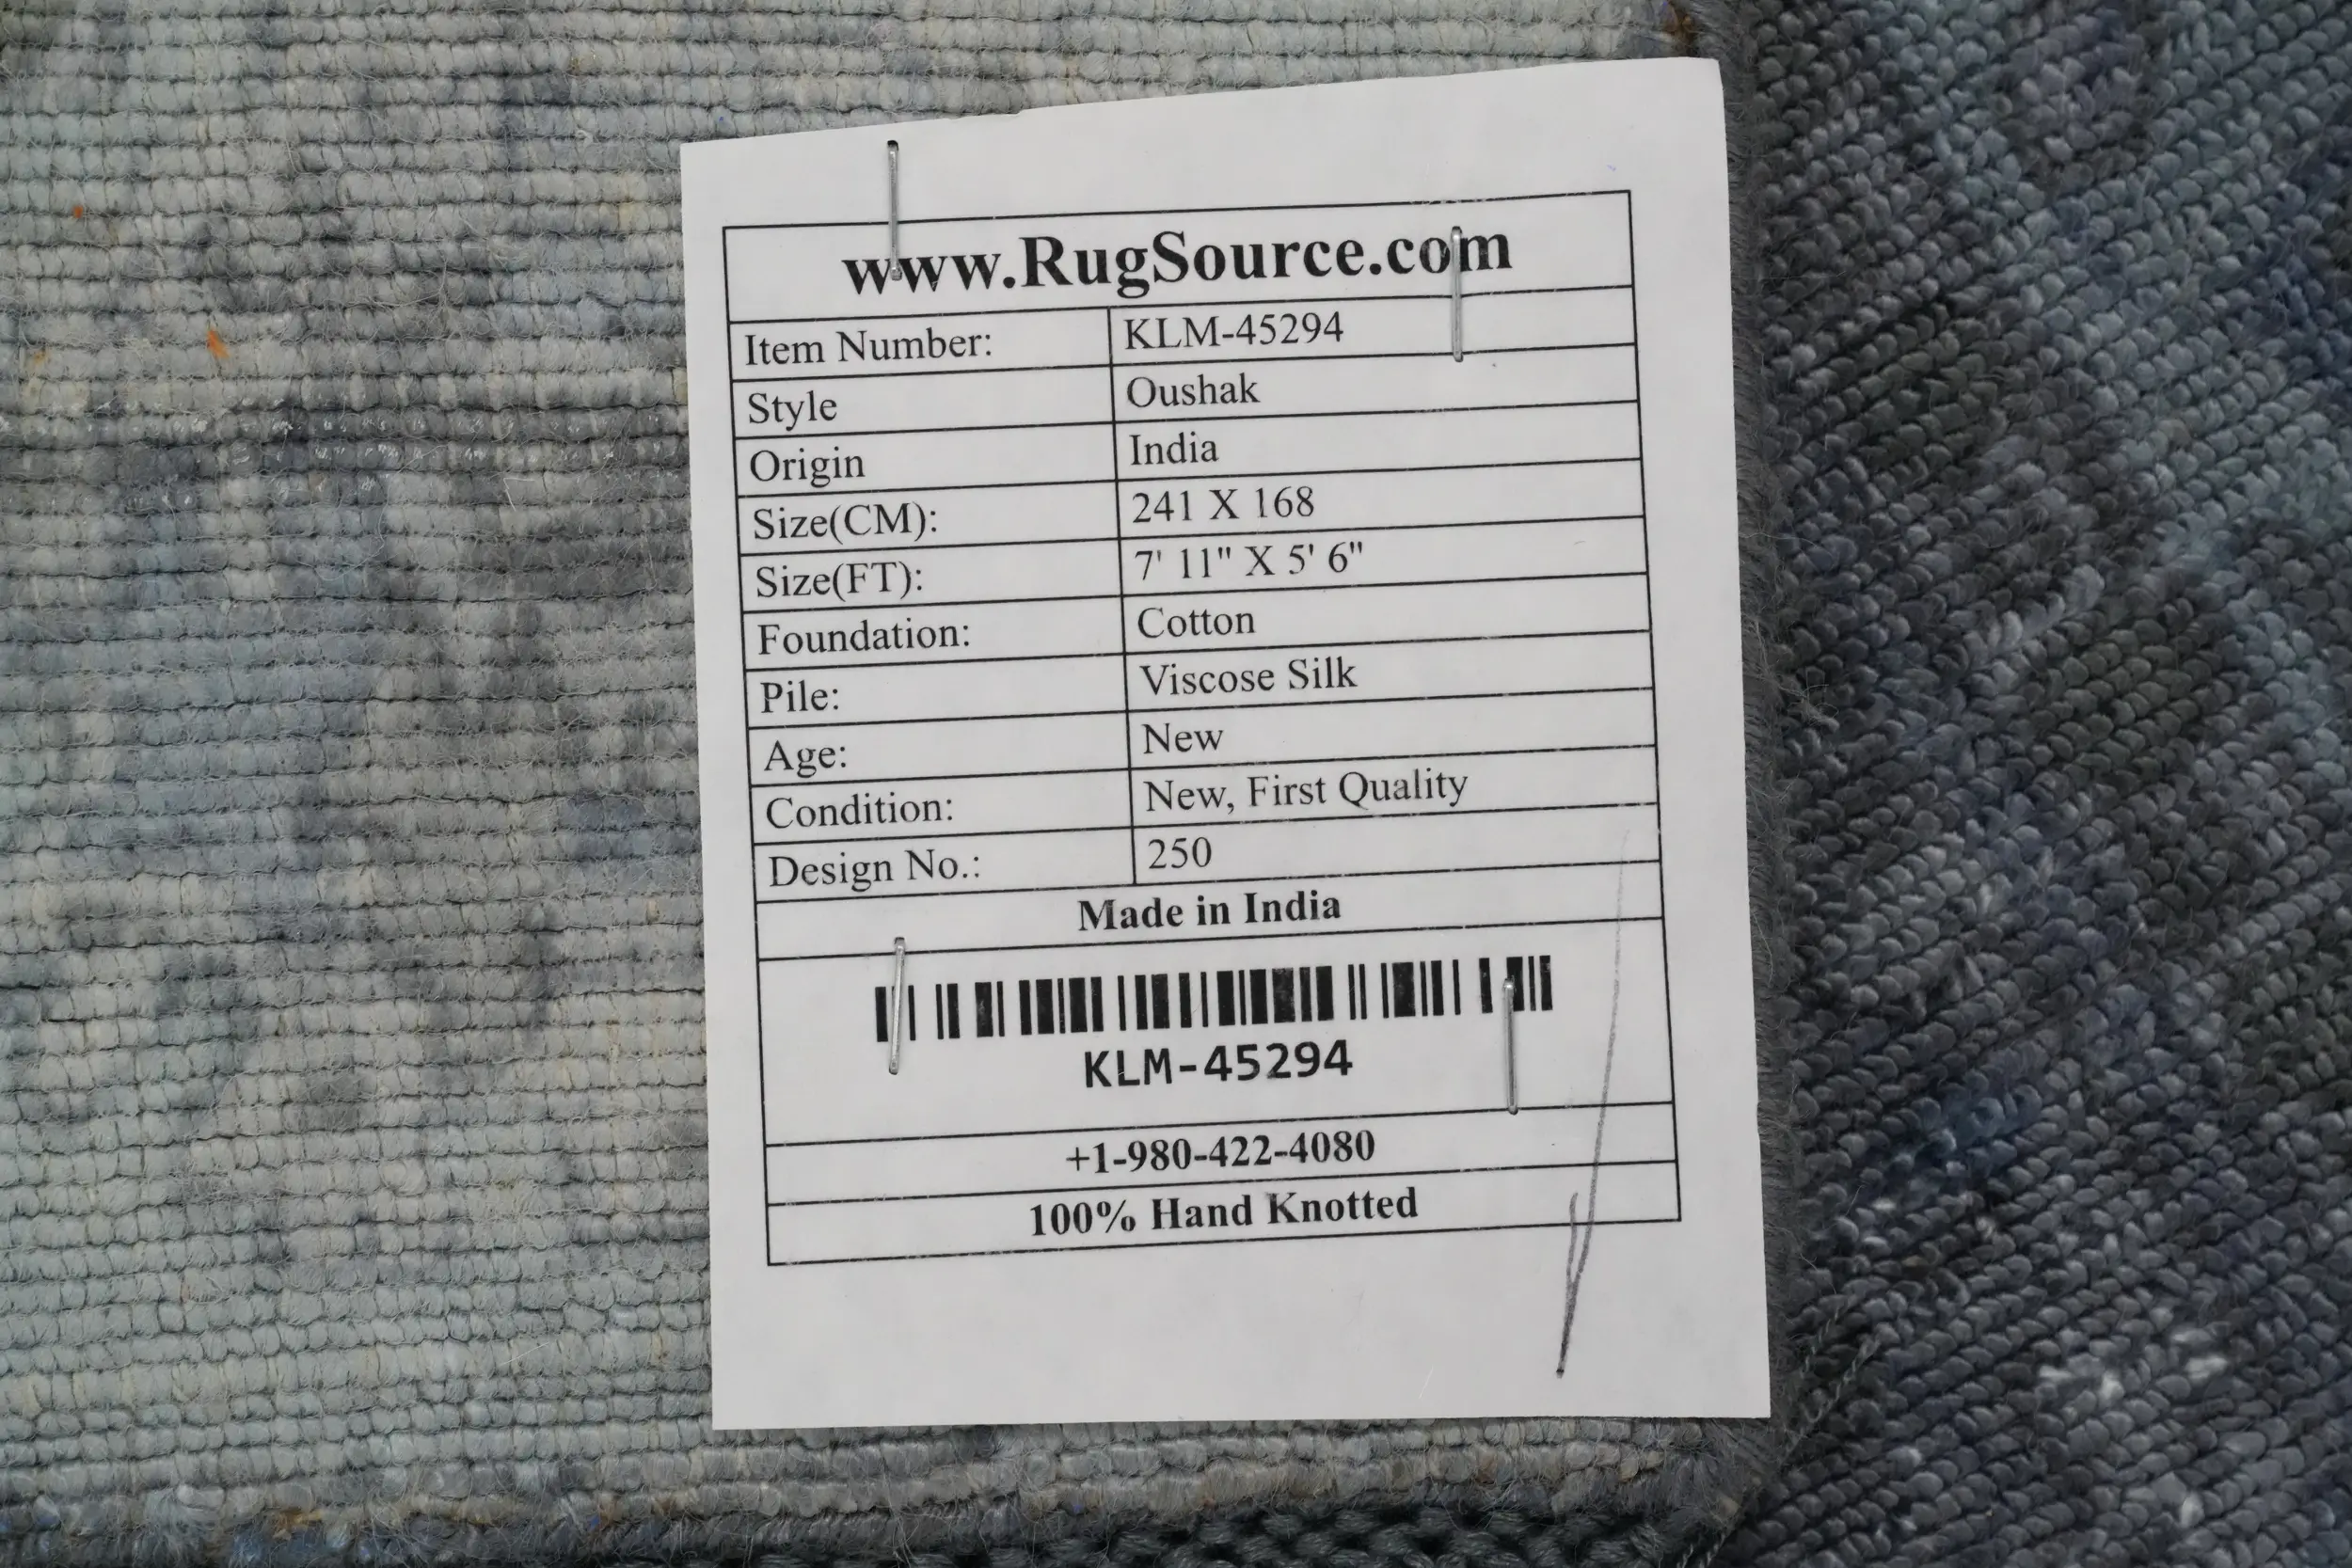 www.RugSource.com
Item Number: KLM-45294
Style Oushak
Origin India
Size(CM): 241 X 168
Size(FT): 7' 11" X 5' 6"
Foundation: Cotton
Pile: Viscose Silk
Age: New
Condition: New, First Quality
Design No.: 250
Made in India
KLM-45294
+1-980-422-4080
100% Hand Knotted